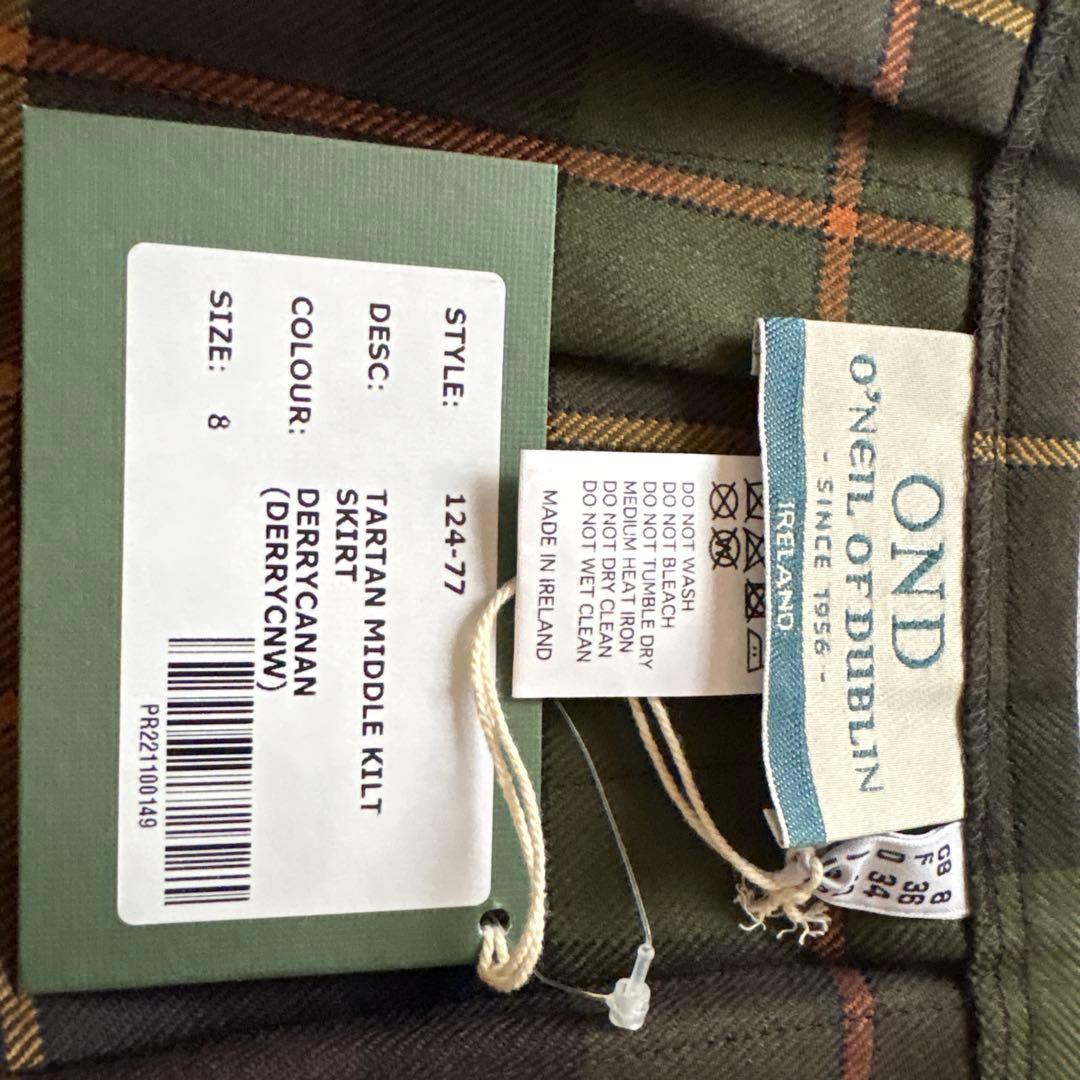 OND
O'NEIL OF DUBLIN
- SINCE 1956 -
IRELAND
GB 8
F 36
D 34
I
DO NOT WASH
DO NOT BLEACH
DO NOT TUMBLE DRY
MEDIUM HEAT IRON
DO NOT DRY CLEAN
DO NOT WET CLEAN
MADE IN IRELAND
STYLE: 124-77
DESC: TARTAN MIDDLE KILT
SKIRT
COLOUR: DERRYCANAN
(DERRYCNW)
SIZE: 8
PR221100149